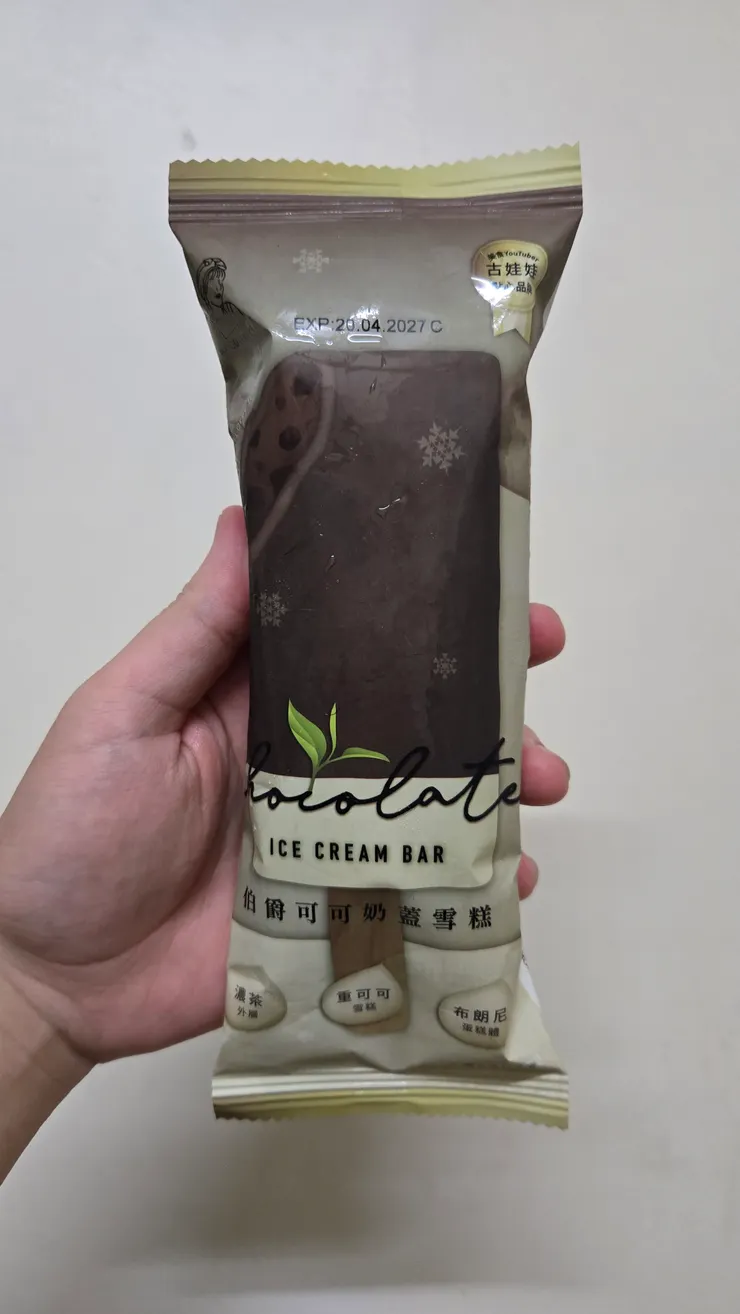 美食YouTuber
古娃娃
EXP:20.04.2027 C
hocolate
ICE CREAM BAR
伯爵可可奶蓋雪糕
濃茶
外層
重可可
雪糕
布朗尼
蛋糕體